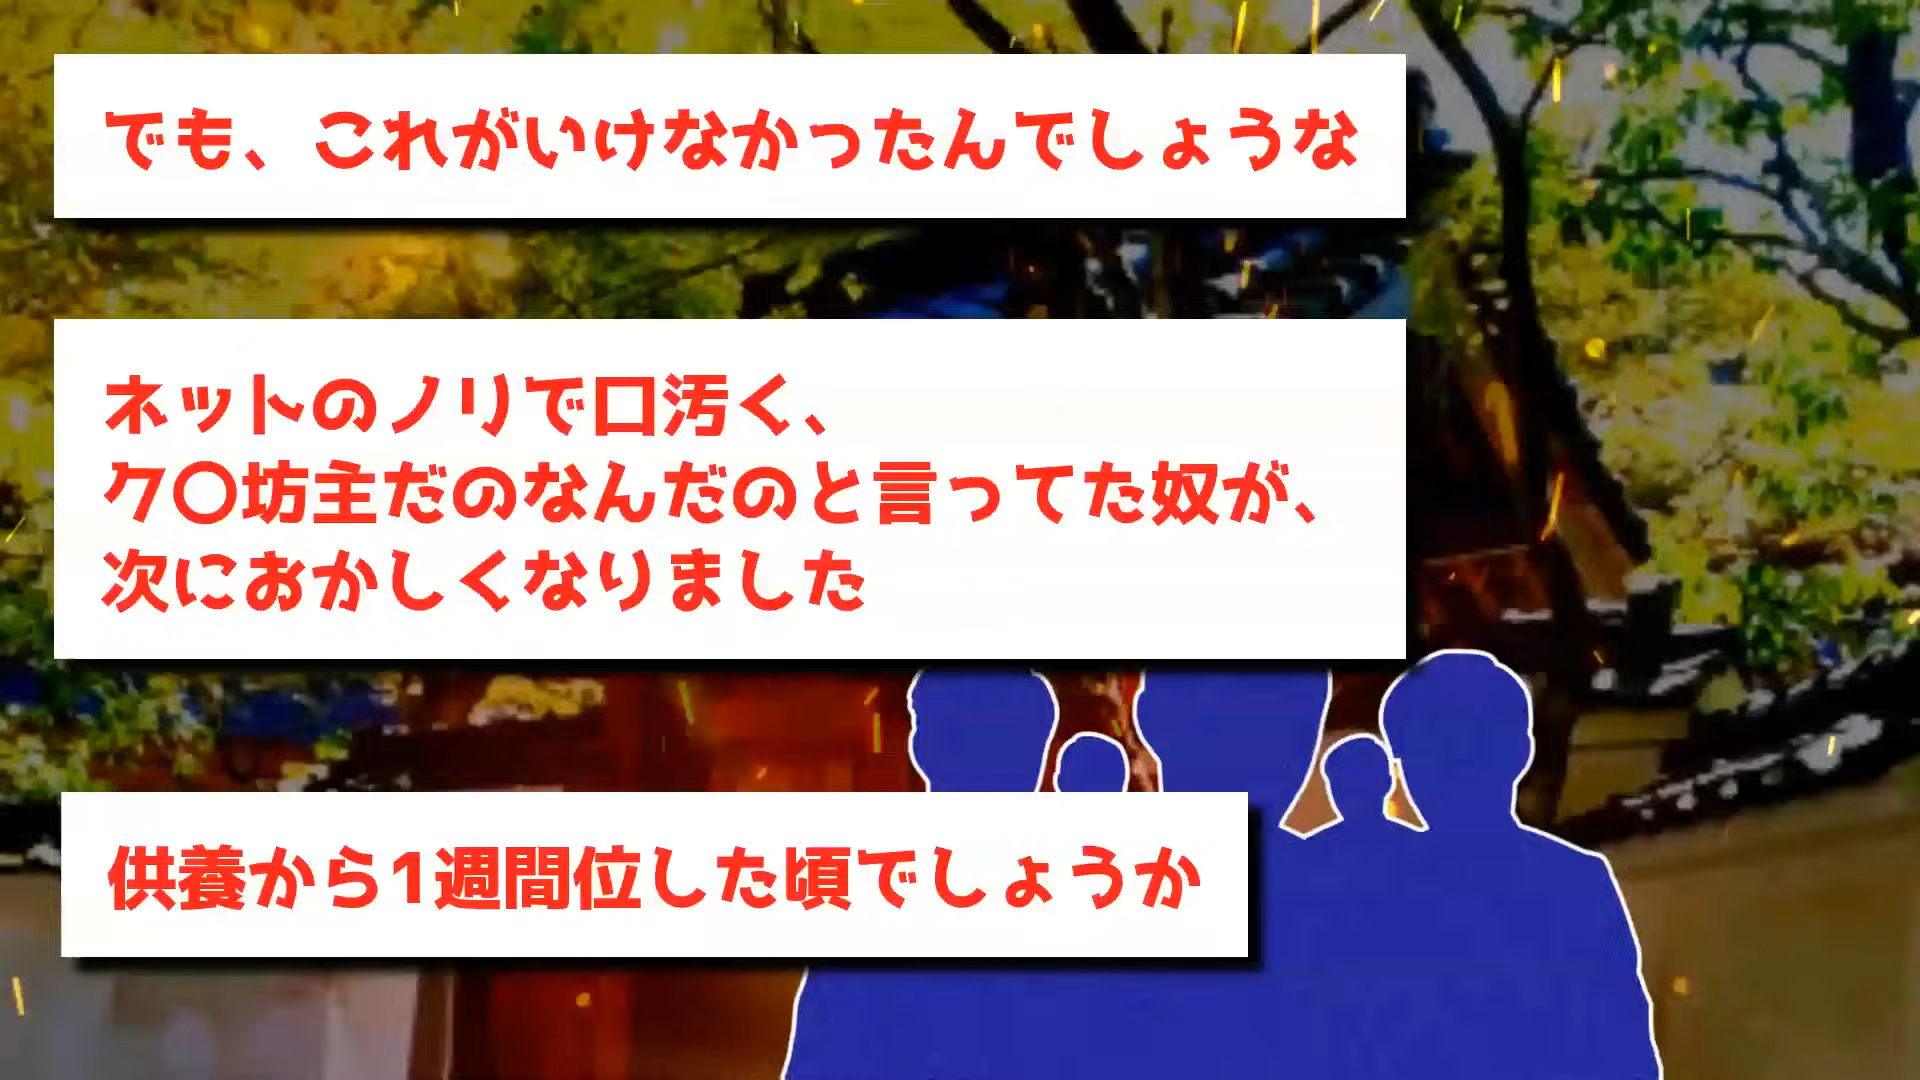 でも、これがいけなかったんでしょうな
ネットのノリで口汚く、
ク〇坊主だのなんだのと言ってた奴が、
次におかしくなりました
供養から1週間位した頃でしょうか